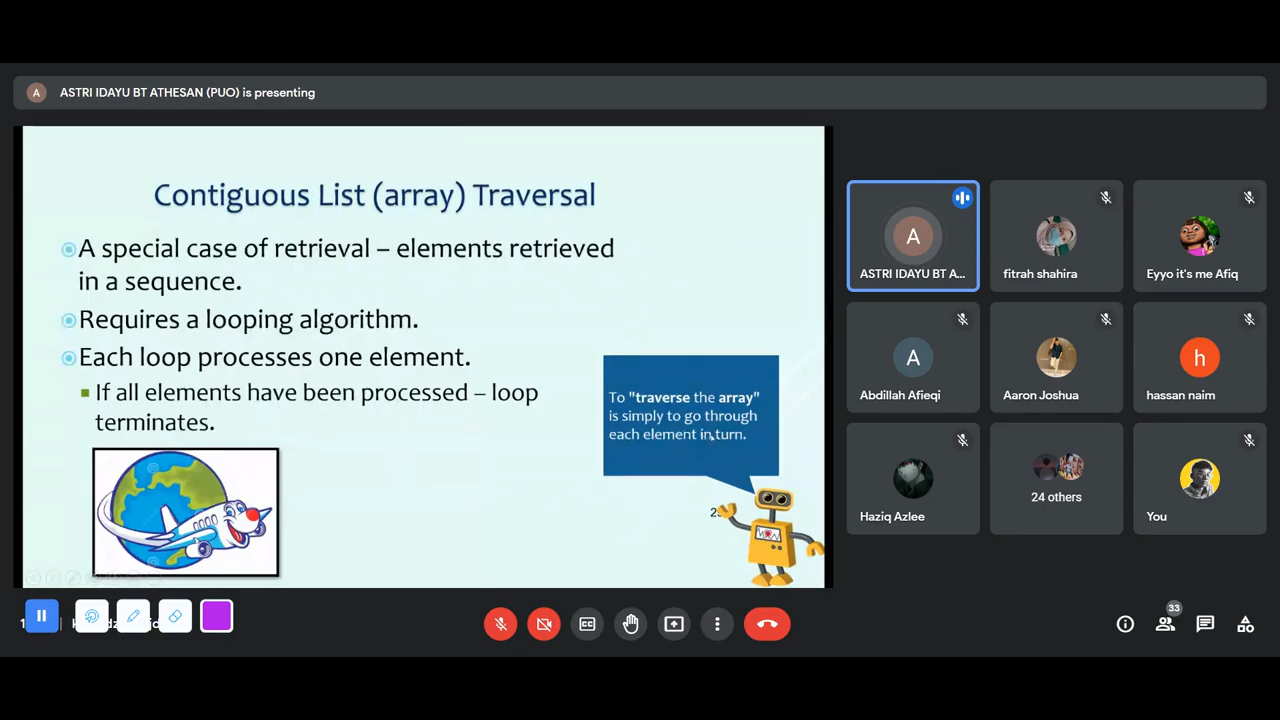 A
ASTRI IDAYU BT ATHESAN (PUO) is presenting
Contiguous List (array) Traversal
A special case of retrieval – elements retrieved
in a sequence.
Requires a looping algorithm.
Each loop processes one element.
If all elements have been processed – loop
terminates.
To "traverse the array"
is simply to go through
each element in turn.
A
ASTRI IDAYU BT A...
fitrah shahira
Eyyo it's me Afiq
A
Abdillah Afieqi
Aaron Joshua
h
hassan naim
Haziq Azlee
24 others
You
33